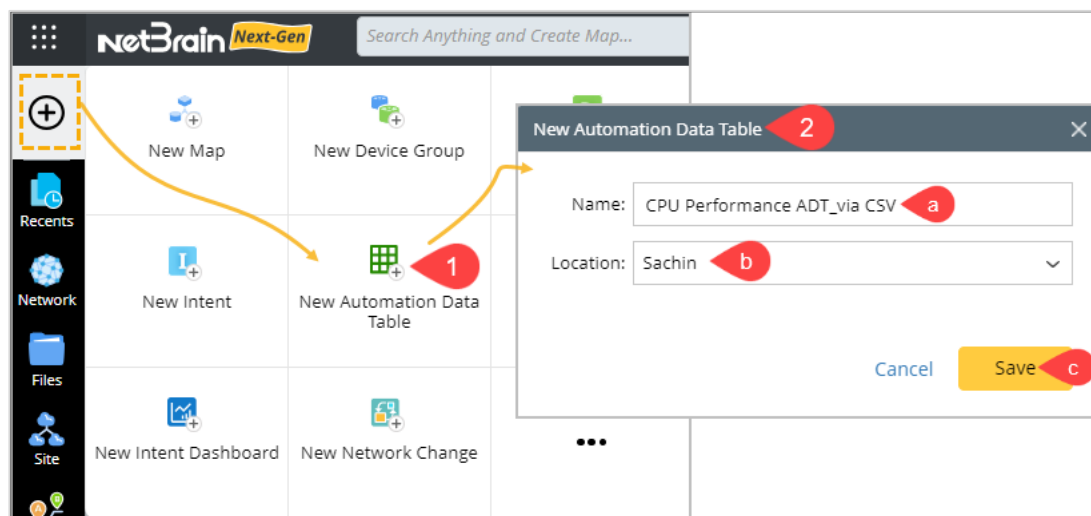 NetBrain Next-Gen
Search Anything and Create Map...
New Map
New Device Group
Recents
Network
Files
Site
New Intent
New Automation Data
Table
1
New Intent Dashboard
New Network Change
...
New Automation Data Table
2
Name:
CPU Performance ADT_via CSV
a
Location:
Sachin
b
Cancel
Save
c
A
B